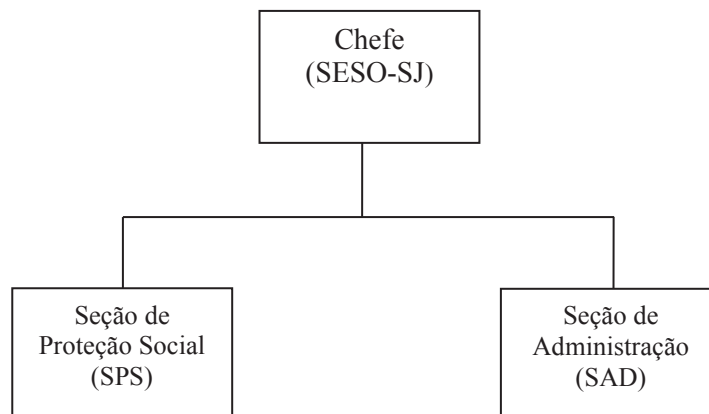 Chefe
(SESO-SJ)
Seção de
Proteção Social
(SPS)
Seção de
Administração
(SAD)